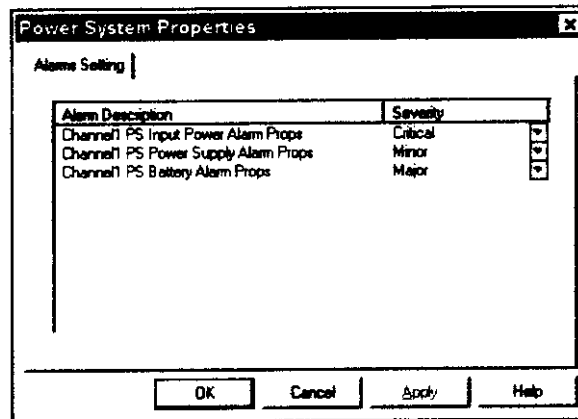 Power System Properties
Alarms Setting
Alarm Description Severity
Channel1 PS Input Power Alarm Props Critical
Channel1 PS Power Supply Alarm Props Minor
Channel1 PS Battery Alarm Props Major
OK Cancel Apply Help